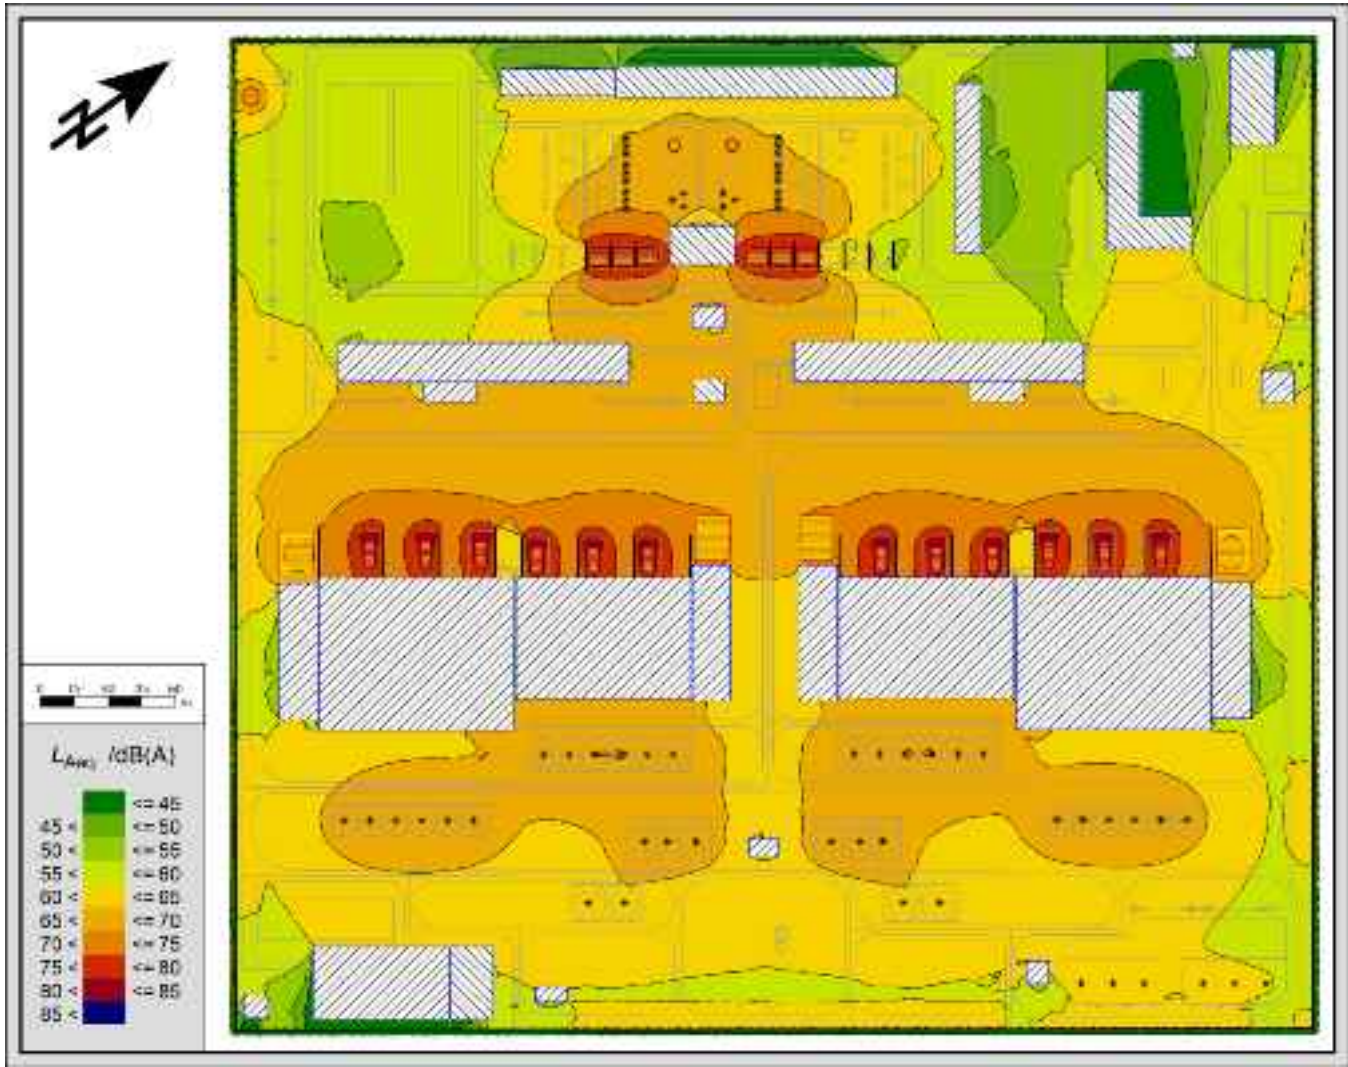 N
L Aeq /dB(A)
<= 45
45 < <= 50
50 < <= 55
55 < <= 60
60 < <= 65
65 < <= 70
70 < <= 75
75 < <= 80
80 < <= 85
85 <